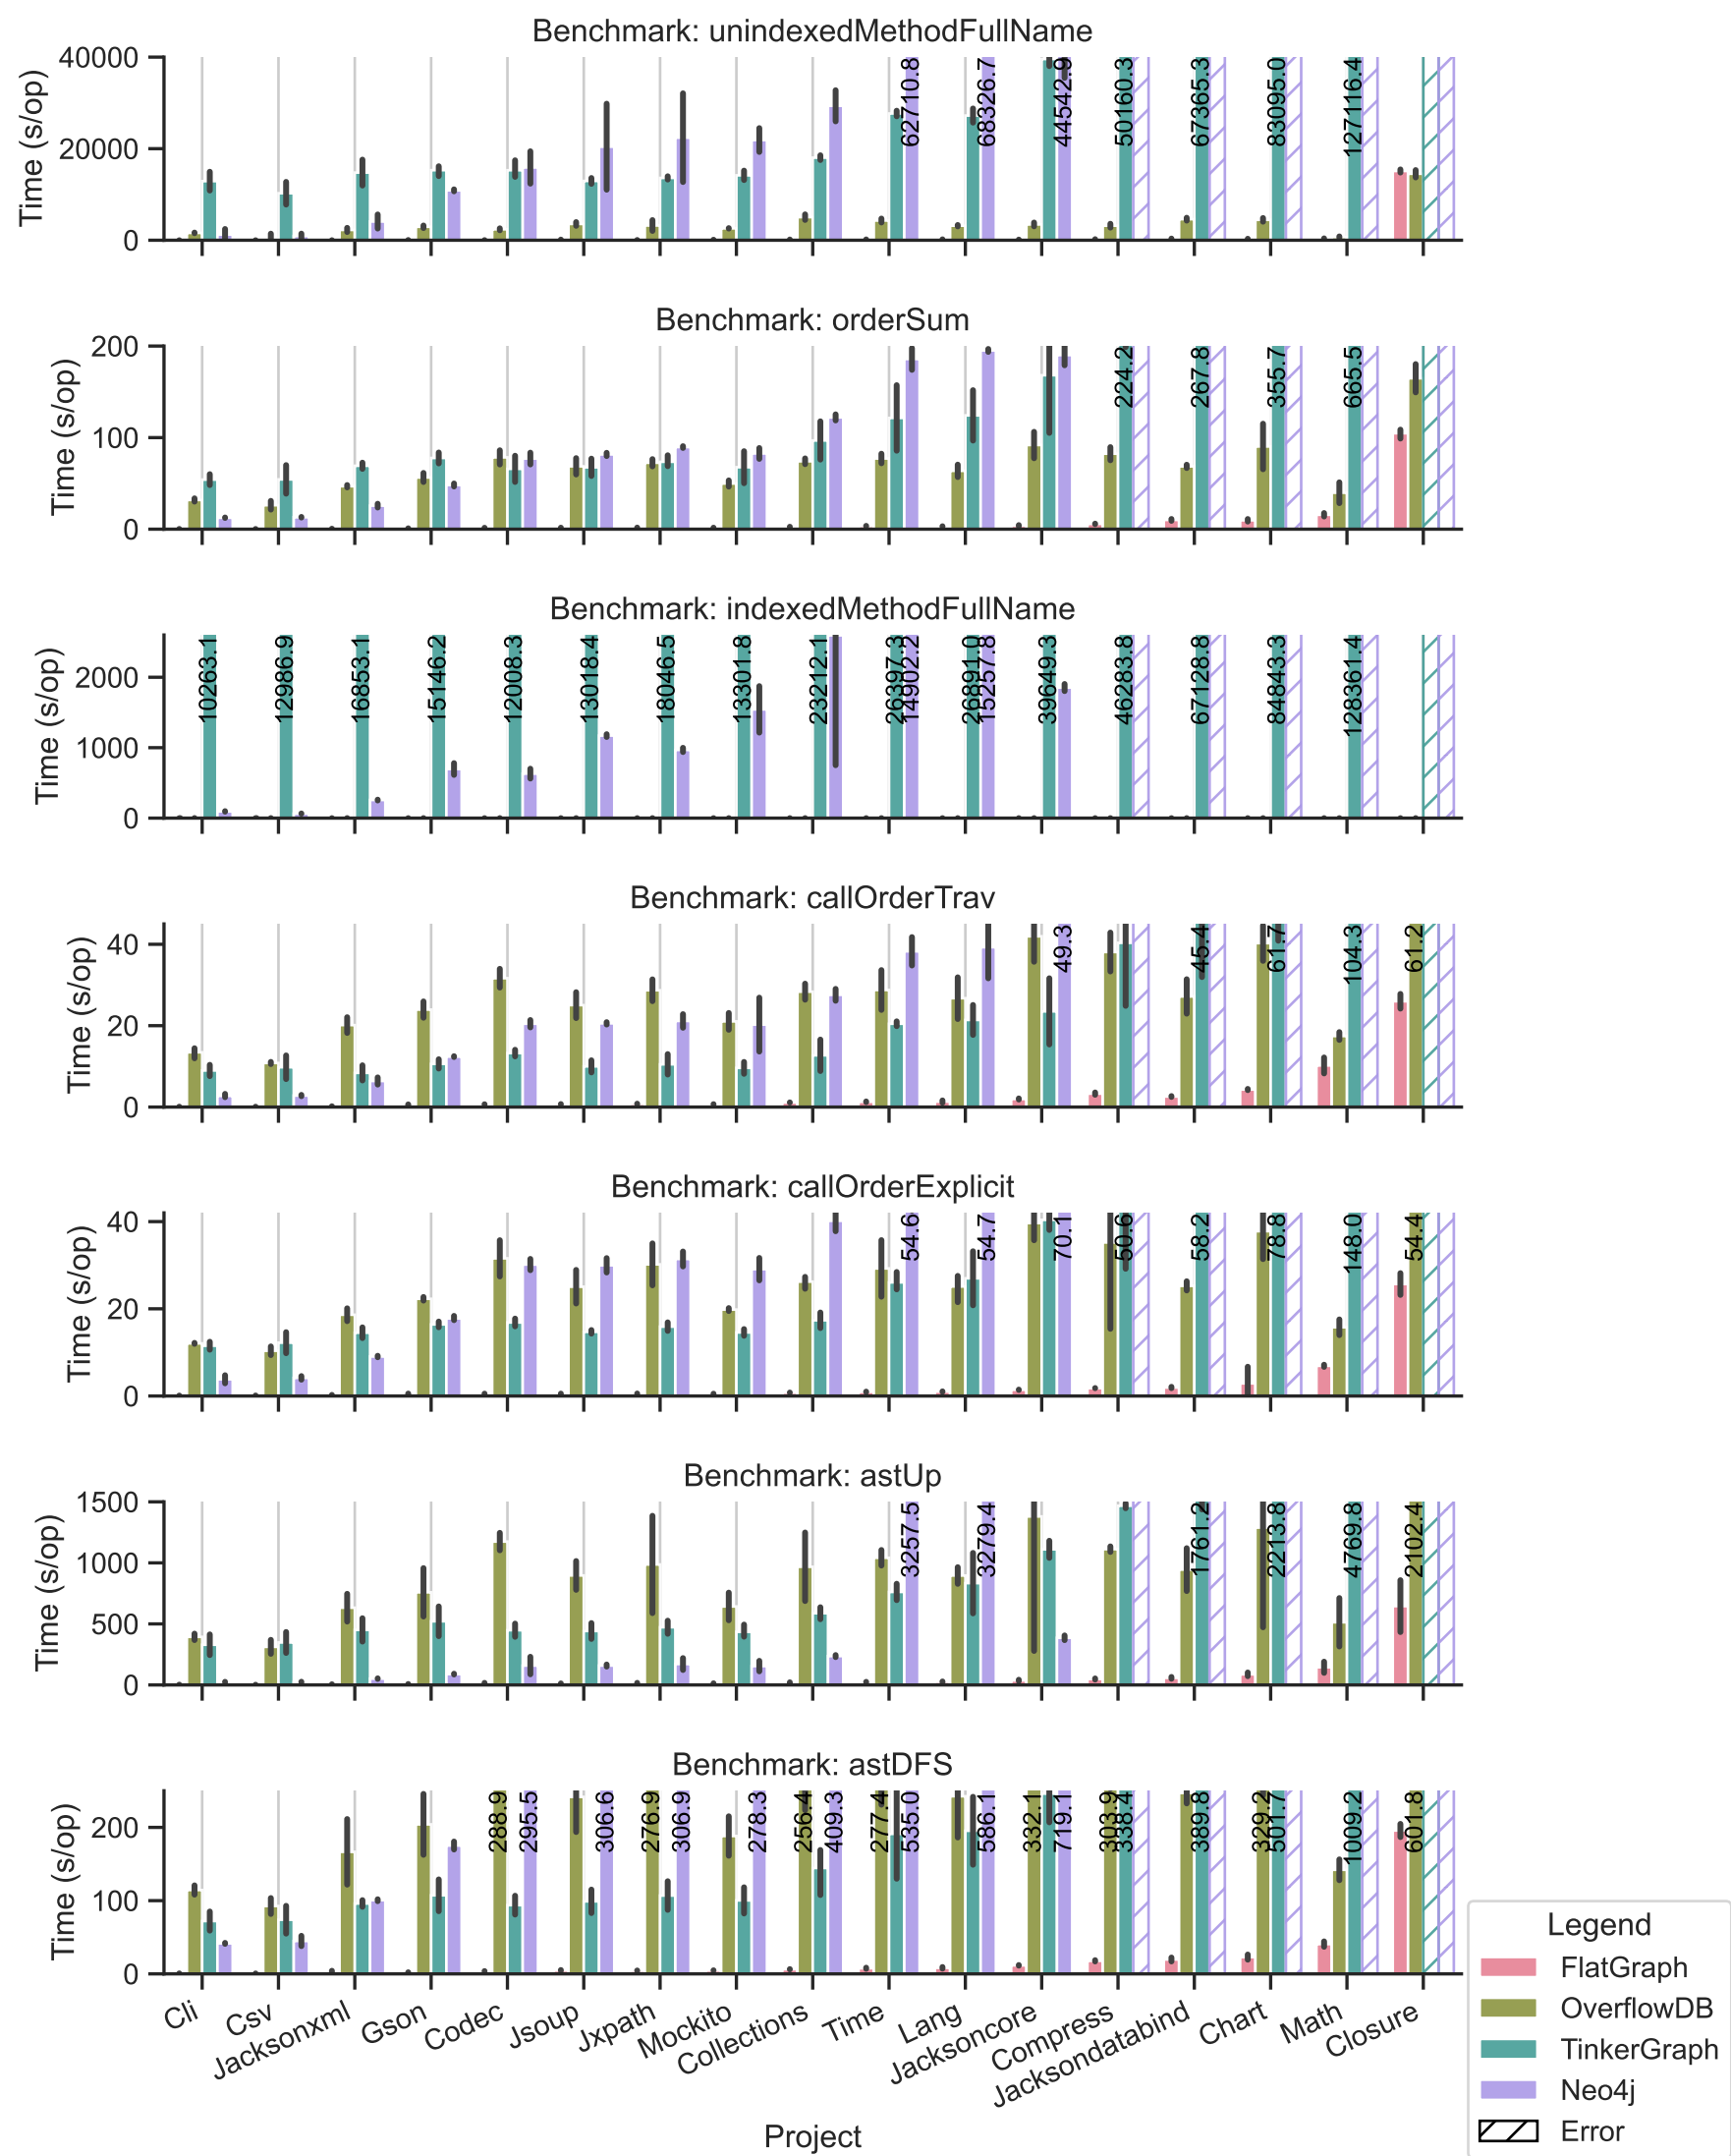 Benchmark: unindexedMethodFullName
Time (s/op)
40000
20000
0
62710.8
68326.7
44542.9
50160.3
67365.3
83095.0
127116.4
Benchmark: orderSum
Time (s/op)
200
100
0
224.2
267.8
355.7
665.5
Benchmark: indexedMethodFullName
Time (s/op)
2000
1000
0
10263.1
12986.9
16853.1
15146.2
12008.3
13018.4
18046.5
13301.8
23212.1
26397.3
14902.2
26891.0
15257.8
39649.3
46283.8
67128.8
84843.3
128361.4
Benchmark: callOrderTrav
Time (s/op)
40
20
0
49.3
45.4
61.7
104.3
61.2
Benchmark: callOrderExplicit
Time (s/op)
40
20
0
54.6
54.7
70.1
50.6
58.2
78.8
148.0
54.4
Benchmark: astUp
Time (s/op)
1500
1000
500
0
3257.5
3279.4
1761.2
2213.8
4769.8
2102.4
Benchmark: astDFS
Time (s/op)
200
100
0
288.9
295.5
306.6
276.9
306.9
278.3
256.4
409.3
277.4
535.0
586.1
332.1
719.1
303.9
338.4
389.8
329.2
501.7
1009.2
601.8
Cli
Csv
Jacksonxml
Gson
Codec
Jsoup
Jxpath
Mockito
Collections
Time
Lang
Jacksoncore
Compress
Jacksondatabind
Chart
Math
Closure
Project
Legend
FlatGraph
OverflowDB
TinkerGraph
Neo4j
Error